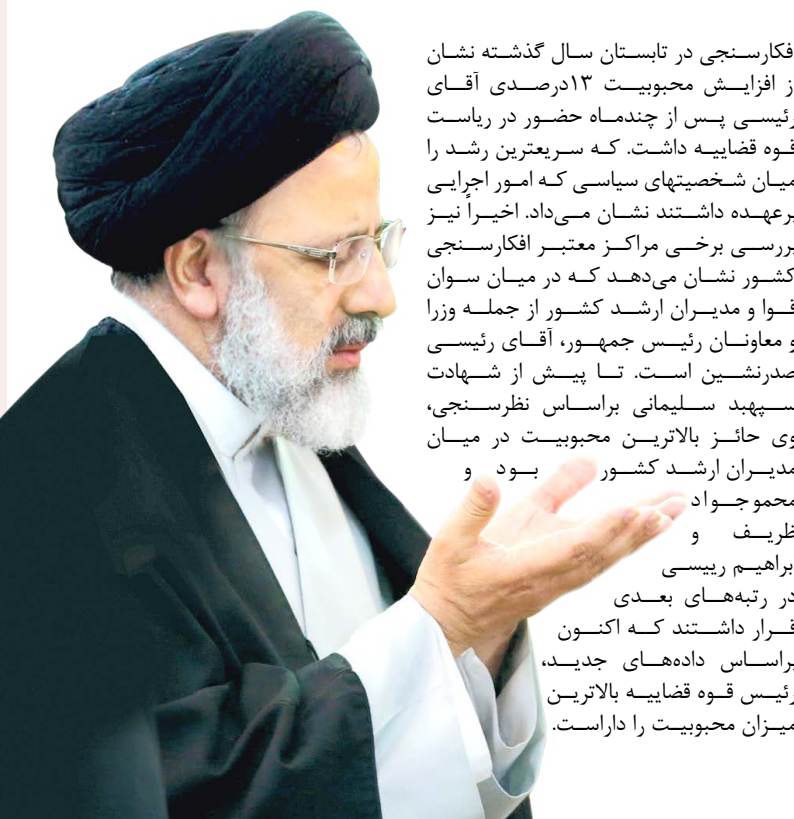 فکارسنجی در تابستان سال گذشته نشان
ز افزایش محبوبیت ۱۳درصدی آقای
رئیسی پس از چندماه حضور در ریاست
قوه قضاییه داشت. که سریعترین رشد را
میان شخصیتهای سیاسی که امور اجرایی
برعهده داشتند نشان می‌داد. اخیراً نیز
بررسی برخی مراکز معتبر افکارسنجی
کشور نشان می‌دهد که در میان سران
قوا و مدیران ارشد کشور از جمله وزرا
و معاونان رئیس جمهور، آقای رئیسی
صدرنشین است. تا پیش از شهادت
سپهبد سلیمانی براساس نظرسنجی،
وی حائز بالاترین محبوبیت در میان
مدیران ارشد کشور بود و
محموجواد
ظریف و
براهیم رییسی
در رتبه‌های بعدی
قرار داشتند که اکنون
براساس داده‌های جدید،
رئیس قوه قضاییه بالاترین
میزان محبوبیت را داراست.